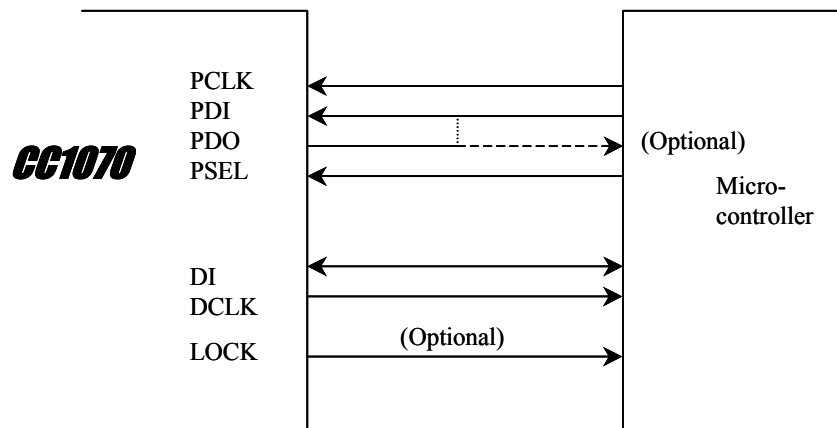 PCLK
PDI
PDO
(Optional)
CC1070
PSEL
Micro-
controller
DI
DCLK
(Optional)
LOCK